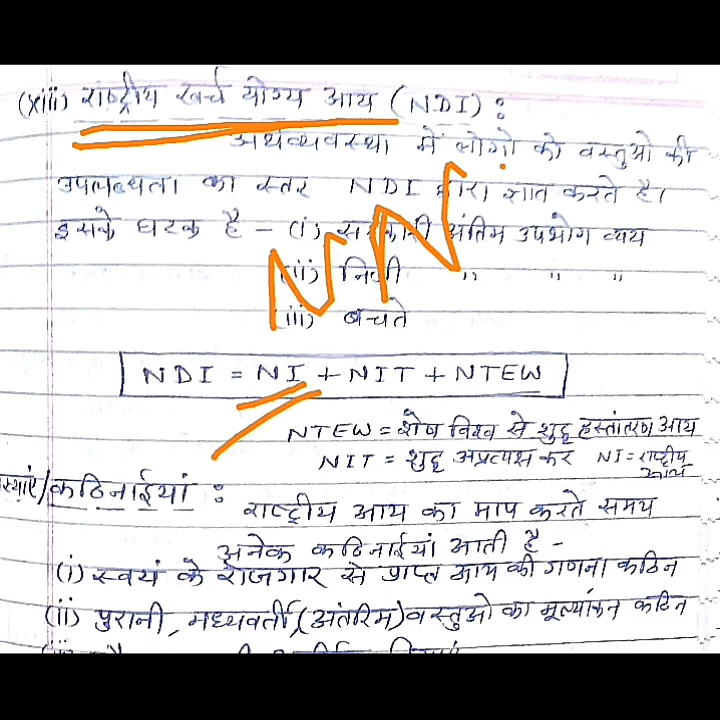 (xiii) राष्ट्रीय खर्च योग्य आय (NDI) :
अर्थव्यवस्था में लोगो को वस्तुओ की
उपलब्धता का स्तर NDI द्वारा ज्ञात करते है।
इसके घटक है - (i) सरकारी अंतिम उपभोग व्यय
(ii) निजी " " "
(iii) बचते
NDI = NI + NIT + NTEW
NTEW = शेष विश्व से शुद्ध हस्तांतरण आय
NIT = शुद्ध अप्रत्यक्ष कर NI = राष्ट्रीय आय
/कठिनाईयां :
राष्ट्रीय आय का माप करते समय
अनेक कठिनाईयां आती है -
(i) स्वयं के रोजगार से प्राप्त आय की गणना कठिन
(ii) पुरानी, मध्यवर्ती (अंतरिम) वस्तुओ का मूल्यांकन कठिन